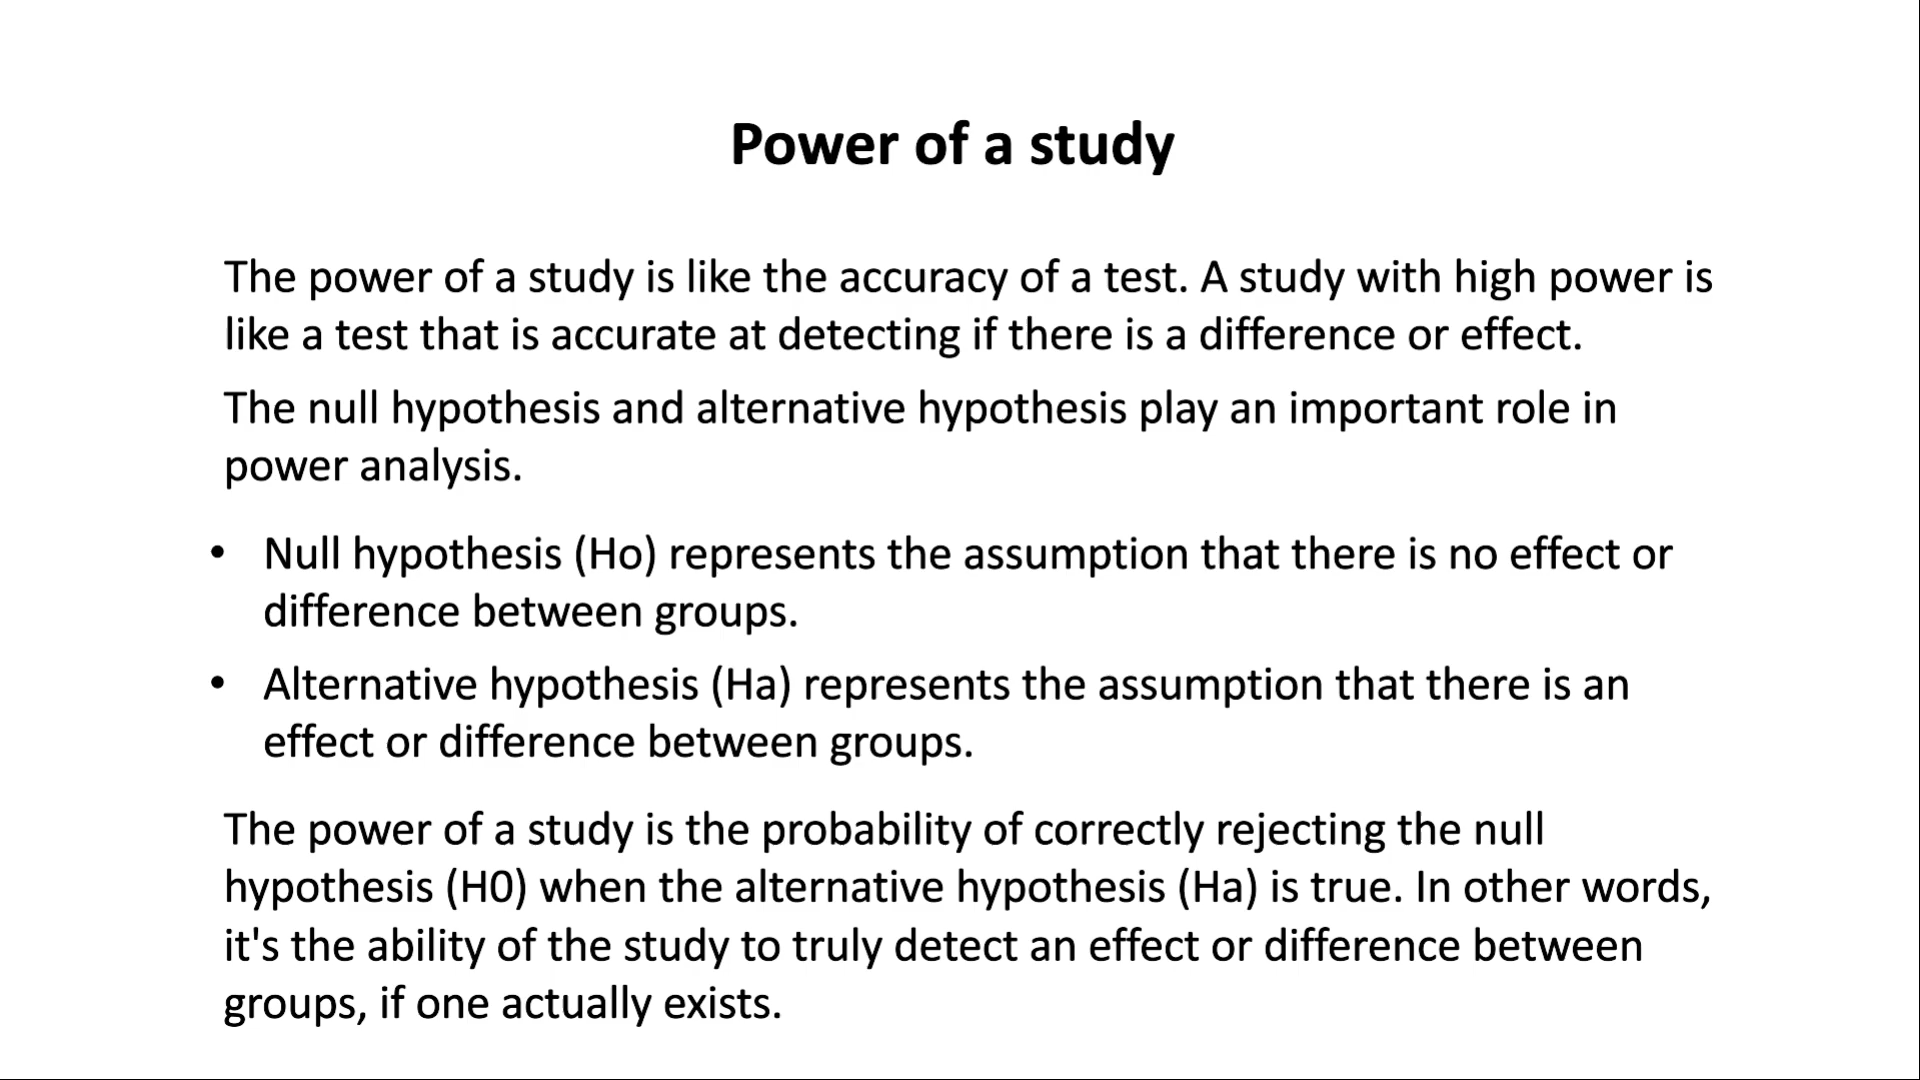 Power of a study
The power of a study is like the accuracy of a test. A study with high power is
like a test that is accurate at detecting if there is a difference or effect.
The null hypothesis and alternative hypothesis play an important role in
power analysis.
• Null hypothesis (Ho) represents the assumption that there is no effect or
difference between groups.
• Alternative hypothesis (Ha) represents the assumption that there is an
effect or difference between groups.
The power of a study is the probability of correctly rejecting the null
hypothesis (H0) when the alternative hypothesis (Ha) is true. In other words,
it's the ability of the study to truly detect an effect or difference between
groups, if one actually exists.